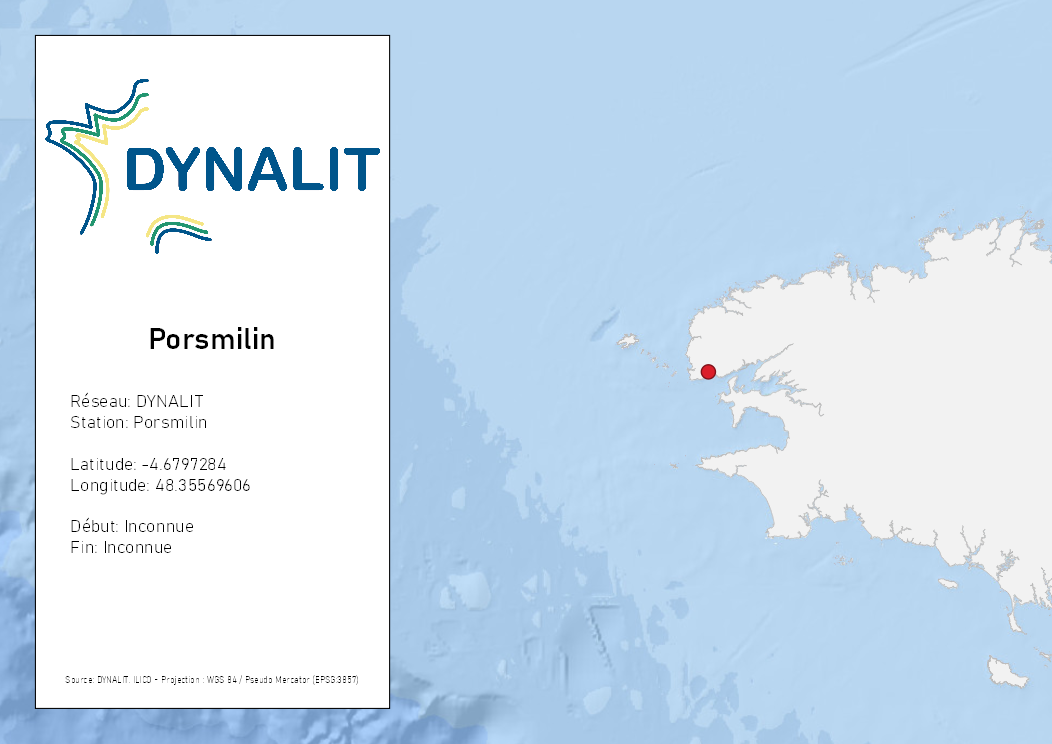 DYNALIT
Porsmilin
Réseau: DYNALIT
Station: Porsmilin
Latitude: -4.6797284
Longitude: 48.35569606
Début: Inconnue
Fin: Inconnue
Source: DYNALIT, ILICO - Projection : WGS 84 / Pseudo Mercator (EPSG:3857)